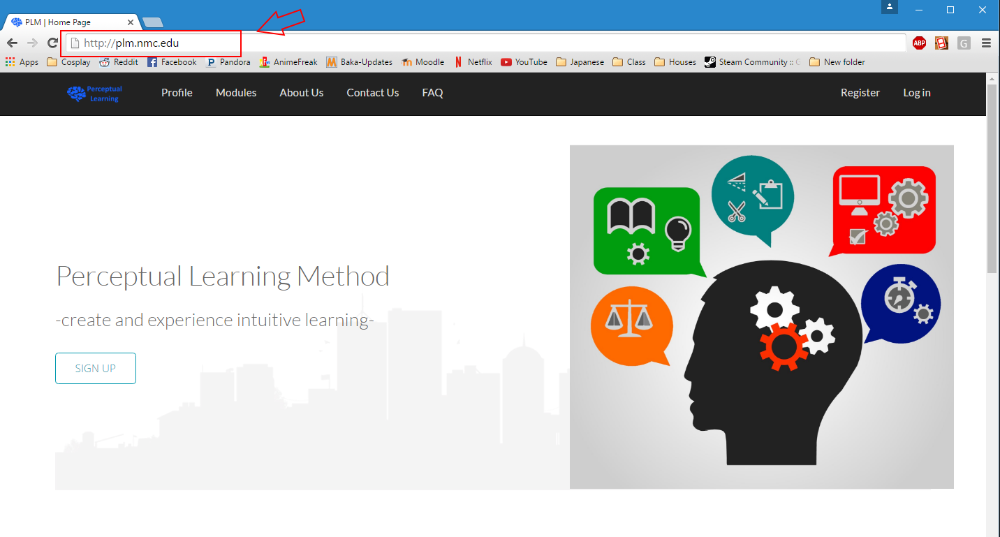 PLM | Home Page
http://plm.nmc.edu
ABP
G
Apps Cosplay Reddit Facebook Pandora AnimeFreak Baka-Updates Moodle Netflix YouTube Japanese Class Houses Steam Community :: New folder
Perceptual
Learning
Profile Modules About Us Contact Us FAQ Register Log in
Perceptual Learning Method
-create and experience intuitive learning-
SIGN UP